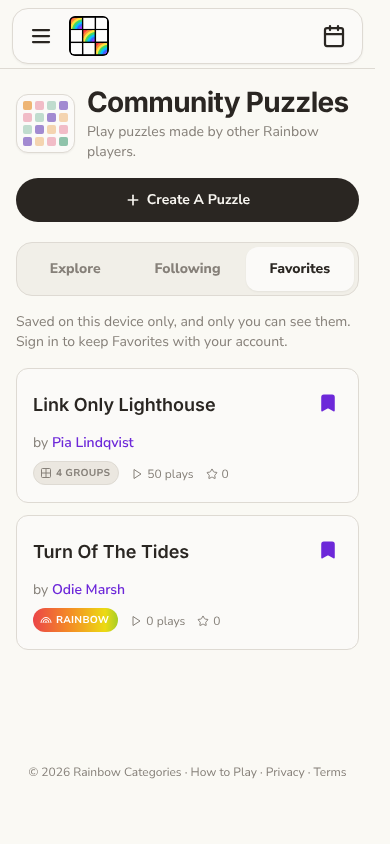 Community Puzzles
Play puzzles made by other Rainbow
players.
+ Create A Puzzle
Explore
Following
Favorites
Saved on this device only, and only you can see them.
Sign in to keep Favorites with your account.
Link Only Lighthouse
by Pia Lindqvist
4 GROUPS
50 plays
0
Turn Of The Tides
by Odie Marsh
RAINBOW
0 plays
0
© 2026 Rainbow Categories · How to Play · Privacy · Terms